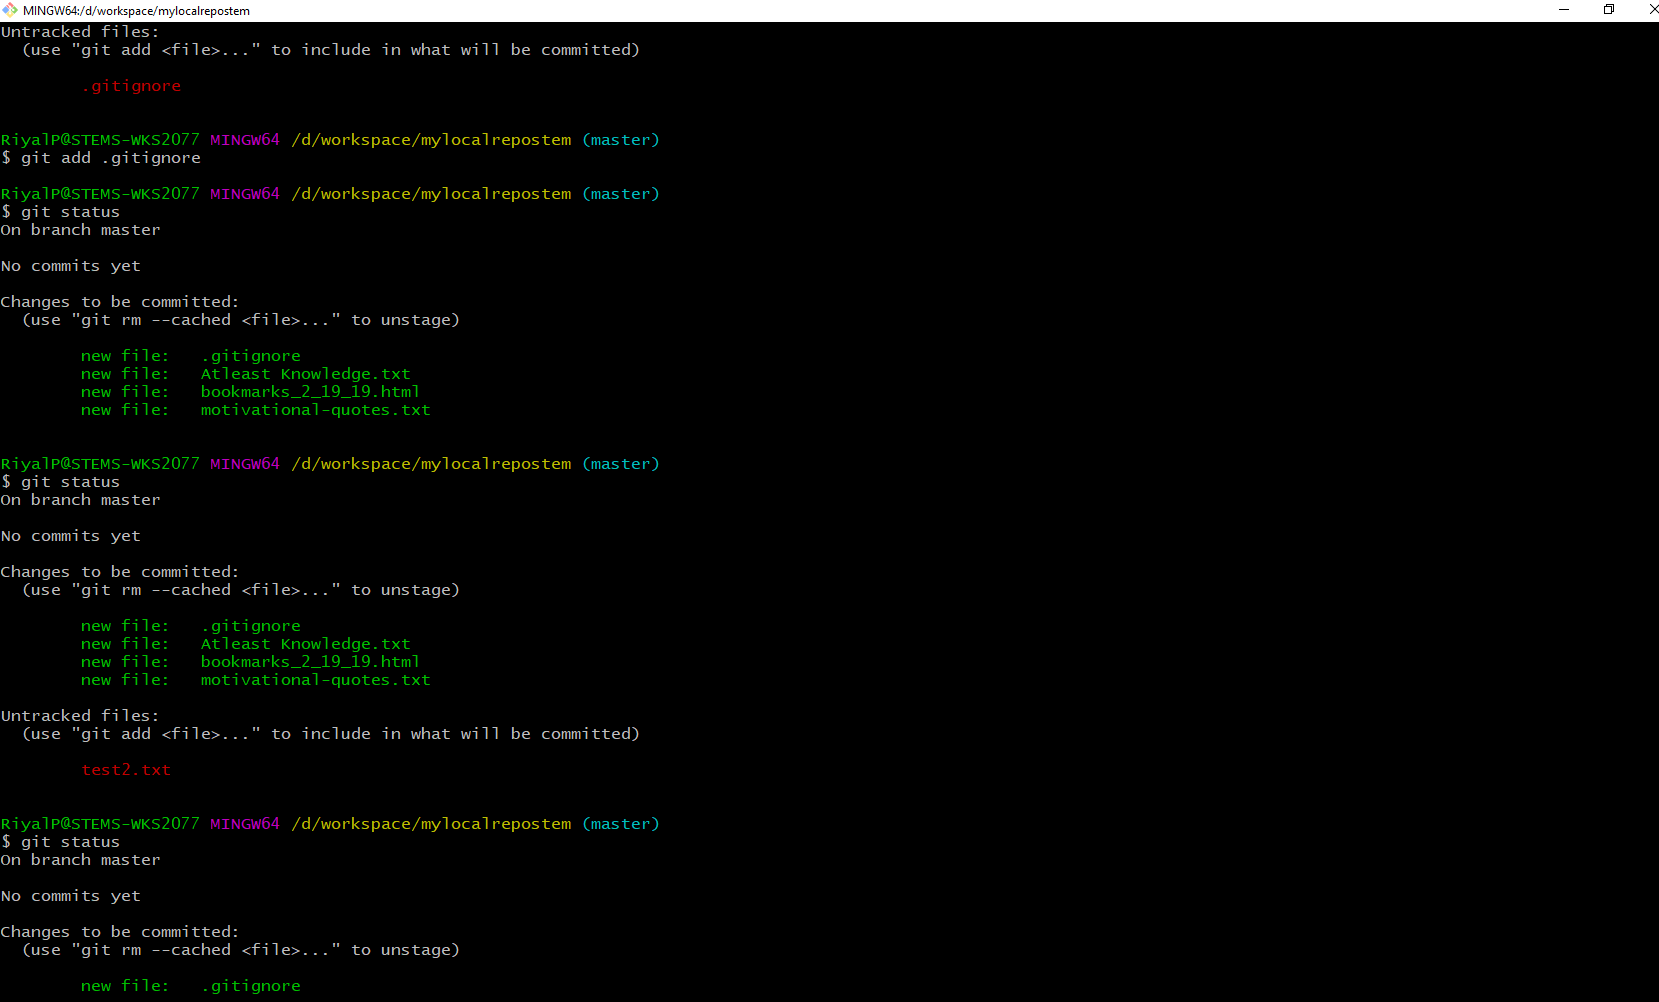 MINGW64:/d/workspace/mylocalrepostem
Untracked files:
  (use "git add <file>..." to include in what will be committed)
        .gitignore
RiyalP@STEMS-WKS2077 MINGW64 /d/workspace/mylocalrepostem (master)
$ git add .gitignore
RiyalP@STEMS-WKS2077 MINGW64 /d/workspace/mylocalrepostem (master)
$ git status
On branch master
No commits yet
Changes to be committed:
  (use "git rm --cached <file>..." to unstage)
        new file:   .gitignore
        new file:   Atleast Knowledge.txt
        new file:   bookmarks_2_19_19.html
        new file:   motivational-quotes.txt
RiyalP@STEMS-WKS2077 MINGW64 /d/workspace/mylocalrepostem (master)
$ git status
On branch master
No commits yet
Changes to be committed:
  (use "git rm --cached <file>..." to unstage)
        new file:   .gitignore
        new file:   Atleast Knowledge.txt
        new file:   bookmarks_2_19_19.html
        new file:   motivational-quotes.txt
Untracked files:
  (use "git add <file>..." to include in what will be committed)
        test2.txt
RiyalP@STEMS-WKS2077 MINGW64 /d/workspace/mylocalrepostem (master)
$ git status
On branch master
No commits yet
Changes to be committed:
  (use "git rm --cached <file>..." to unstage)
        new file:   .gitignore